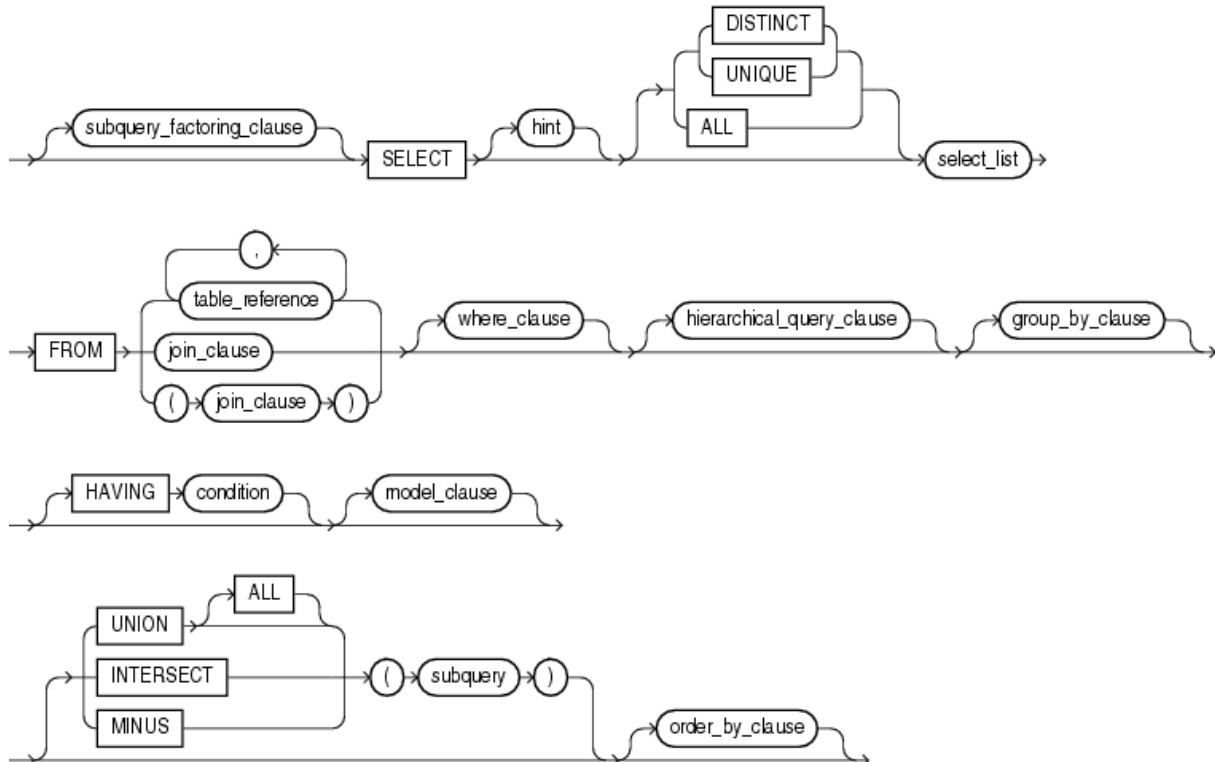 DISTINCT
UNIQUE
subquery_factoring_clause hint ALL
SELECT select_list
,
table_reference
FROM join_clause where_clause hierarchical_query_clause group_by_clause
( join_clause )
HAVING condition model_clause
ALL
UNION
INTERSECT ( subquery )
MINUS order_by_clause